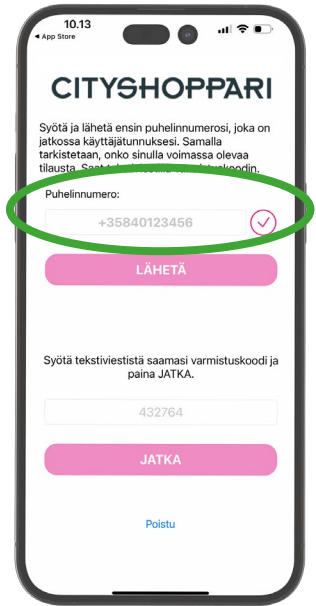 10.13
◀ App Store
CITYSHOPPARI
Syötä ja lähetä ensin puhelinnumerosi, joka on
jatkossa käyttäjätunnuksesi. Samalla
tarkistetaan, onko sinulla voimassa olevaa
tilausta. Saat
Puhelinnumero:
+35840123456
LÄHETÄ
Syötä tekstiviestistä saamasi varmistuskoodi ja
paina JATKA.
432764
JATKA
Poistu